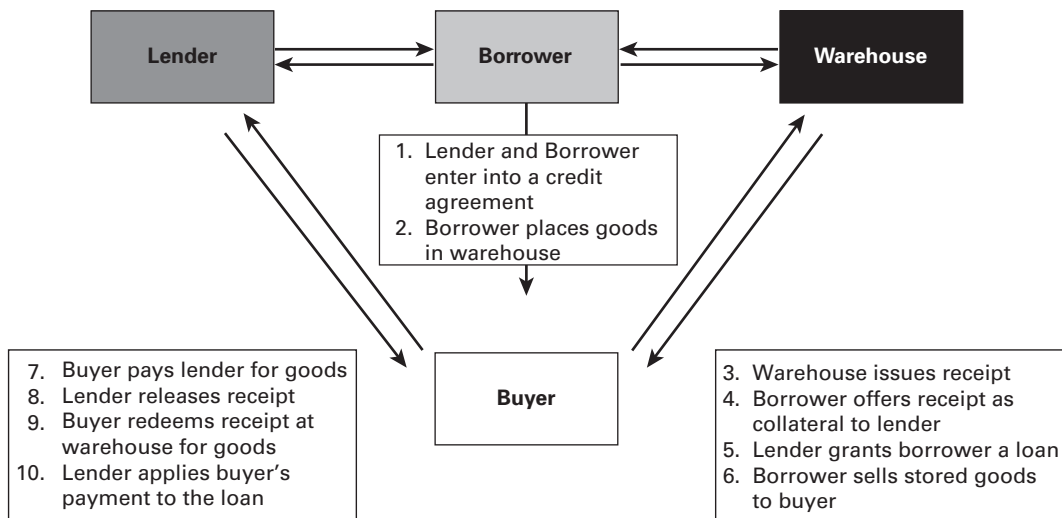 Lender
Borrower
Warehouse
1. Lender and Borrower
enter into a credit
agreement
2. Borrower places goods
in warehouse
7. Buyer pays lender for goods
8. Lender releases receipt
9. Buyer redeems receipt at
warehouse for goods
10. Lender applies buyer's
payment to the loan
Buyer
3. Warehouse issues receipt
4. Borrower offers receipt as
collateral to lender
5. Lender grants borrower a loan
6. Borrower sells stored goods
to buyer